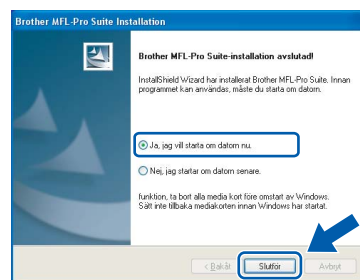 Brother MFL-Pro Suite Installation
Brother MFL-Pro Suite-installation avslutad!
InstallShield Wizard har installerat Brother MFL-Pro Suite. Innan
programmet kan användas, måste du starta om datorn.
Ja, jag vill starta om datorn nu.
Nej, jag startar om datorn senare.
funktion, ta bort alla media kort före omstart av Windows.
Sätt inte tillbaka mediakorten innan Windows har startat.
< Bakåt
Slutför
Avbryt